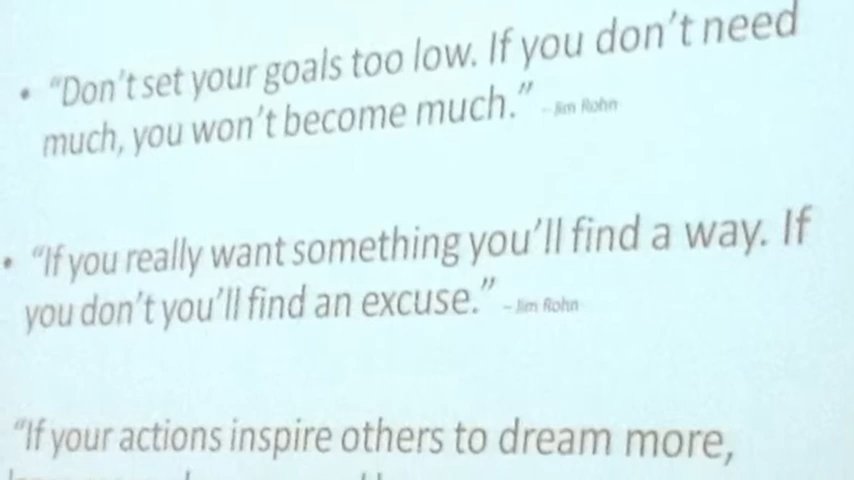 • “Don’t set your goals too low. If you don’t need
much, you won’t become much.” – Jim Rohn
• “If you really want something you’ll find a way. If
you don’t you’ll find an excuse.” – Jim Rohn
“If your actions inspire others to dream more,